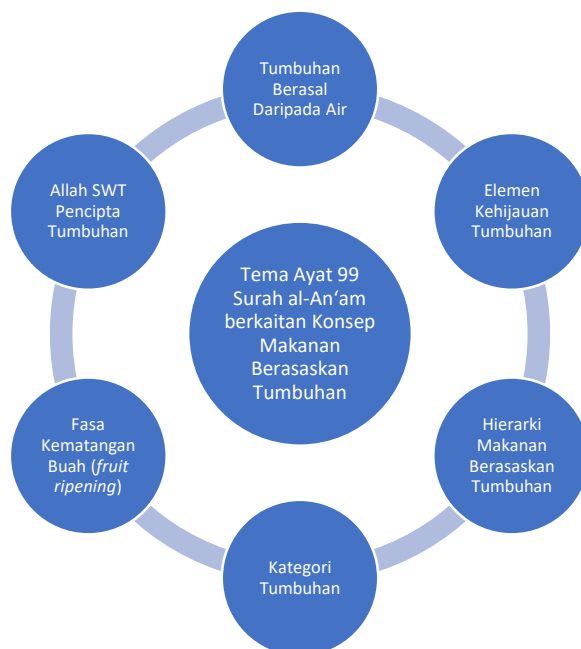 Tumbuhan
Berasal
Daripada Air
Elemen
Kehijauan
Tumbuhan
Hierarki
Makanan
Berasaskan
Tumbuhan
Kategori
Tumbuhan
Fasa
Kematangan
Buah (fruit
ripening)
Allah SWT
Pencipta
Tumbuhan
Tema Ayat 99
Surah al-An‘am
berkaitan Konsep
Makanan
Berasaskan
Tumbuhan